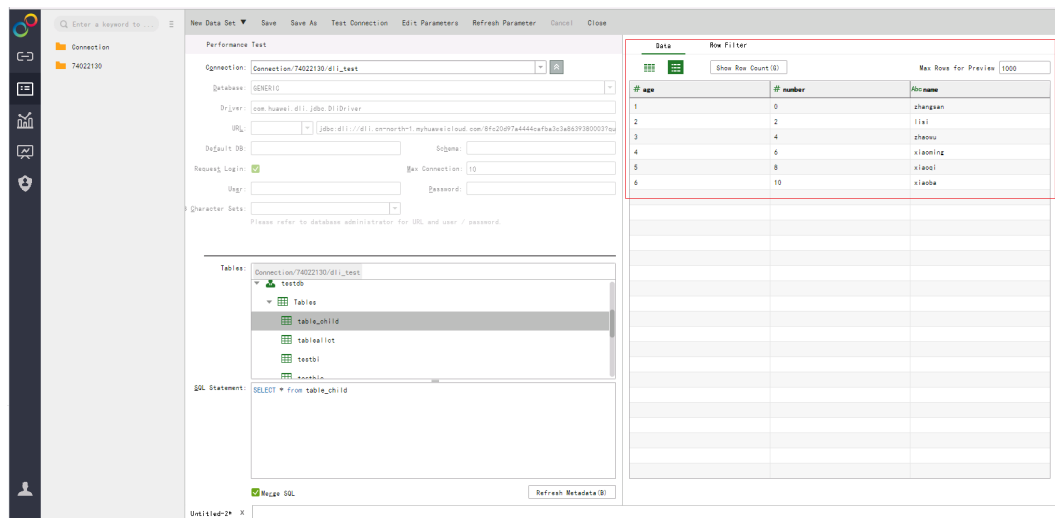 Enter a keyword to ...
New Data Set ▼ Save Save As Test Connection Edit Parameters Refresh Parameter Cancel Close
Connection
74022130
Performance Test
Connection: Connection/74022130/dli_test
Database: GENERIC
Driver: com.huawei.dli.jdbc.DliDriver
URL:
Default DB: Schema:
Request Login: Max Connection: 10
User: Password:
Character Sets:
Please refer to database administrator for URL and user / password.
Tables: Connection/74022130/dli_test
testdb
Tables
table_child
tablealict
testbi
SQL Statement: SELECT * from table_child
Merge SQL Refresh Metadata(B)
Untitled-2* X
Data Row Filter
Show Row Count(G) Max Rows for Preview 1000
# age # number Abc name
1 0 zhangsan
2 2 lisi
3 4 zhaowu
4 6 xiaoming
5 8 xiaoqi
6 10 xiaoba